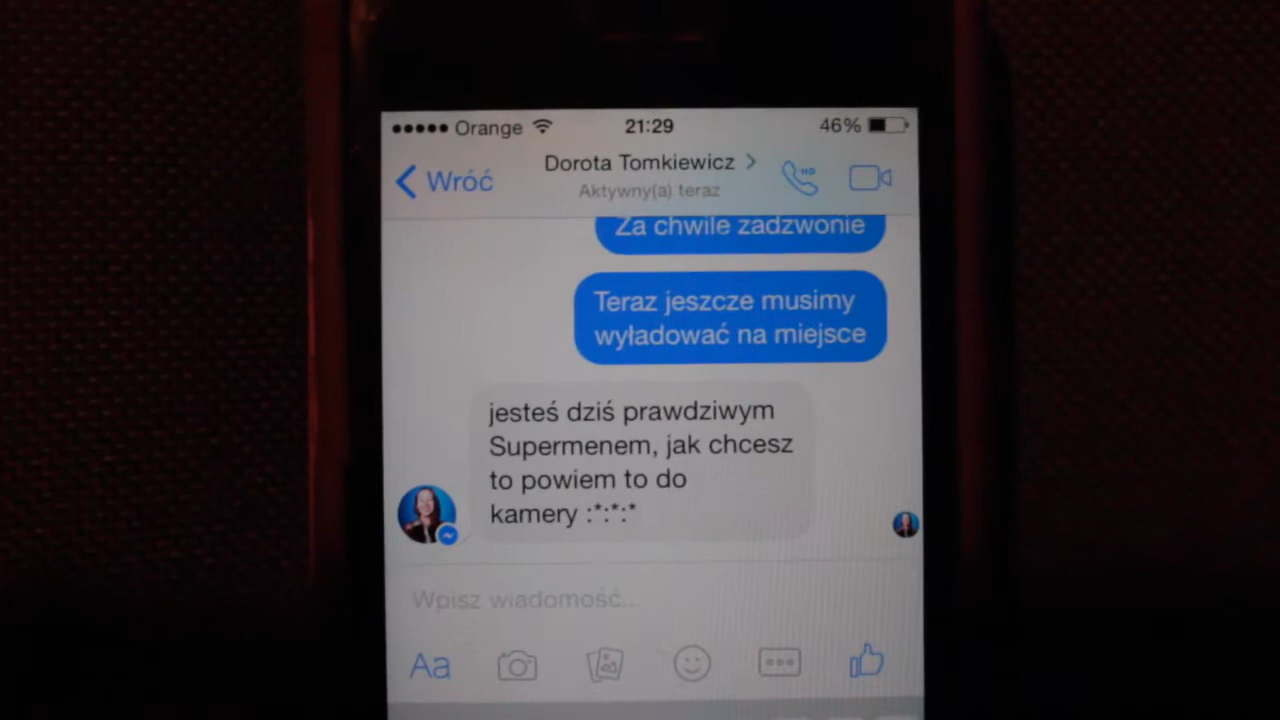 Orange 21:29 46%
Wróć Dorota Tomkiewicz
Aktywny(a) teraz
HD
Za chwile zadzwonie
Teraz jeszcze musimy
wyładować na miejsce
jesteś dziś prawdziwym
Supermenem, jak chcesz
to powiem to do
kamery :*:*:*
Wpisz wiadomość...
Aa